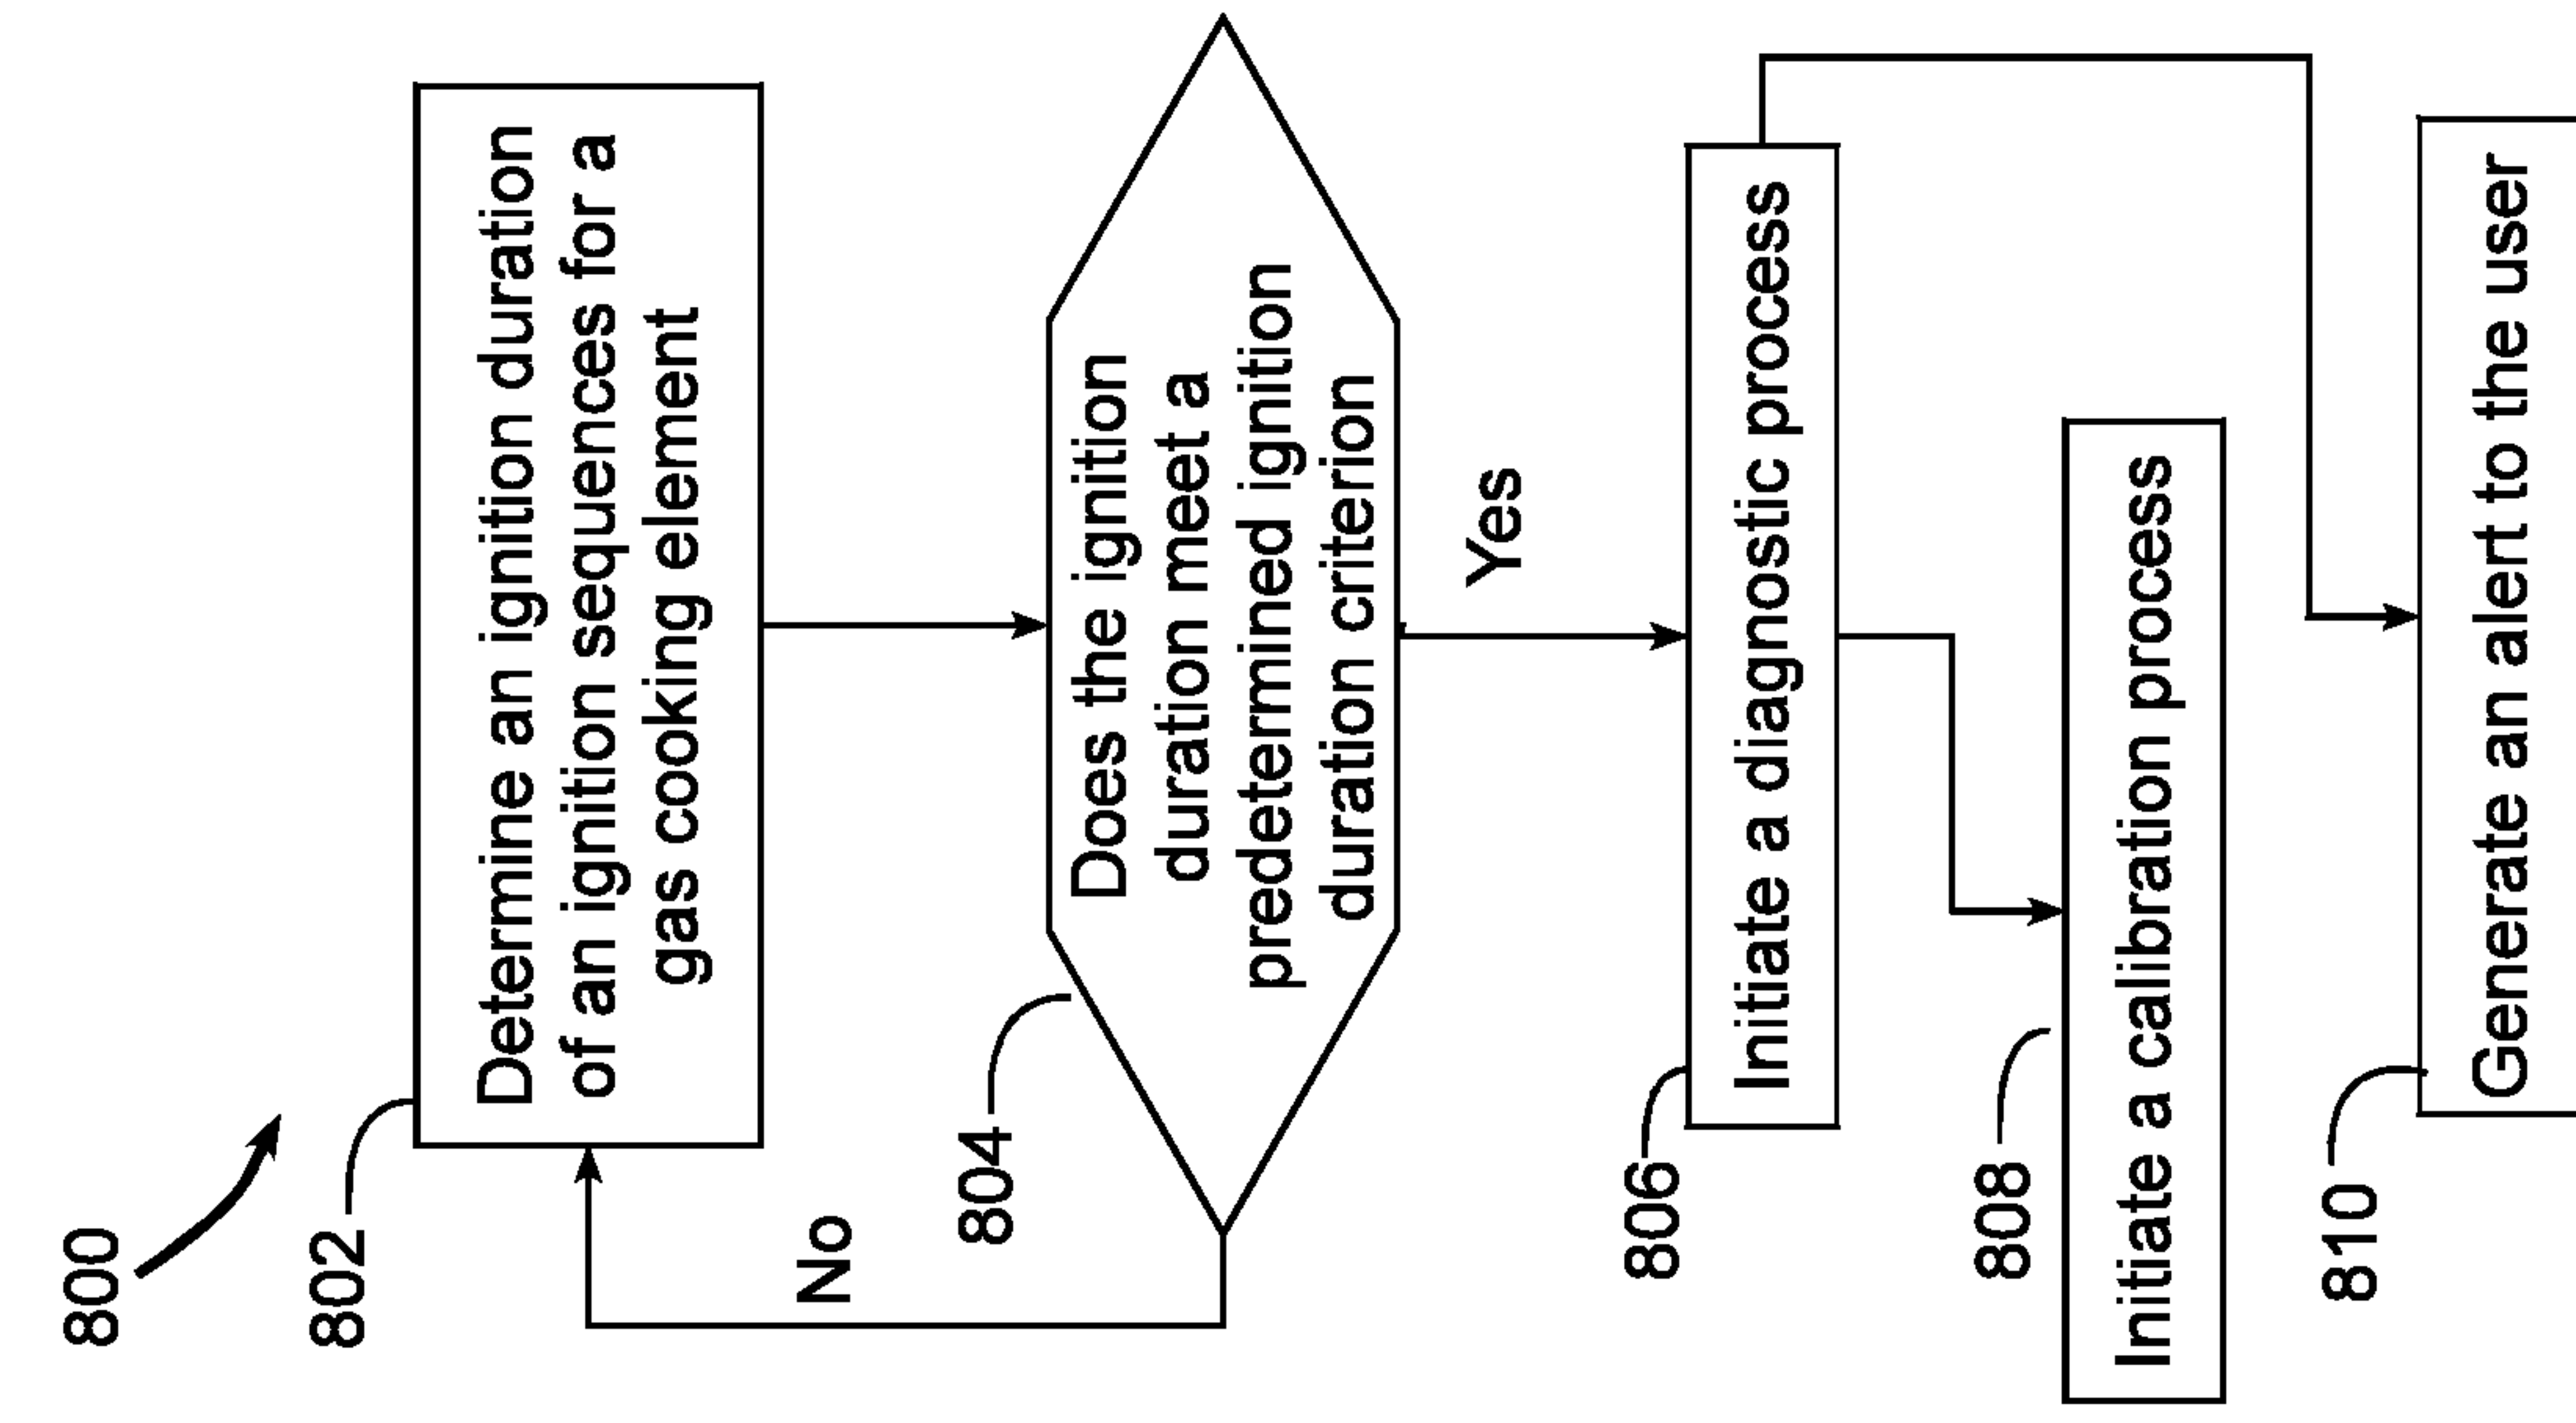 800
802
Determine an ignition duration
of an ignition sequences for a
gas cooking element
No
804
Does the ignition
duration meet a
predetermined ignition
duration criterion
Yes
806
Initiate a diagnostic process
808
Initiate a calibration process
810
Generate an alert to the user